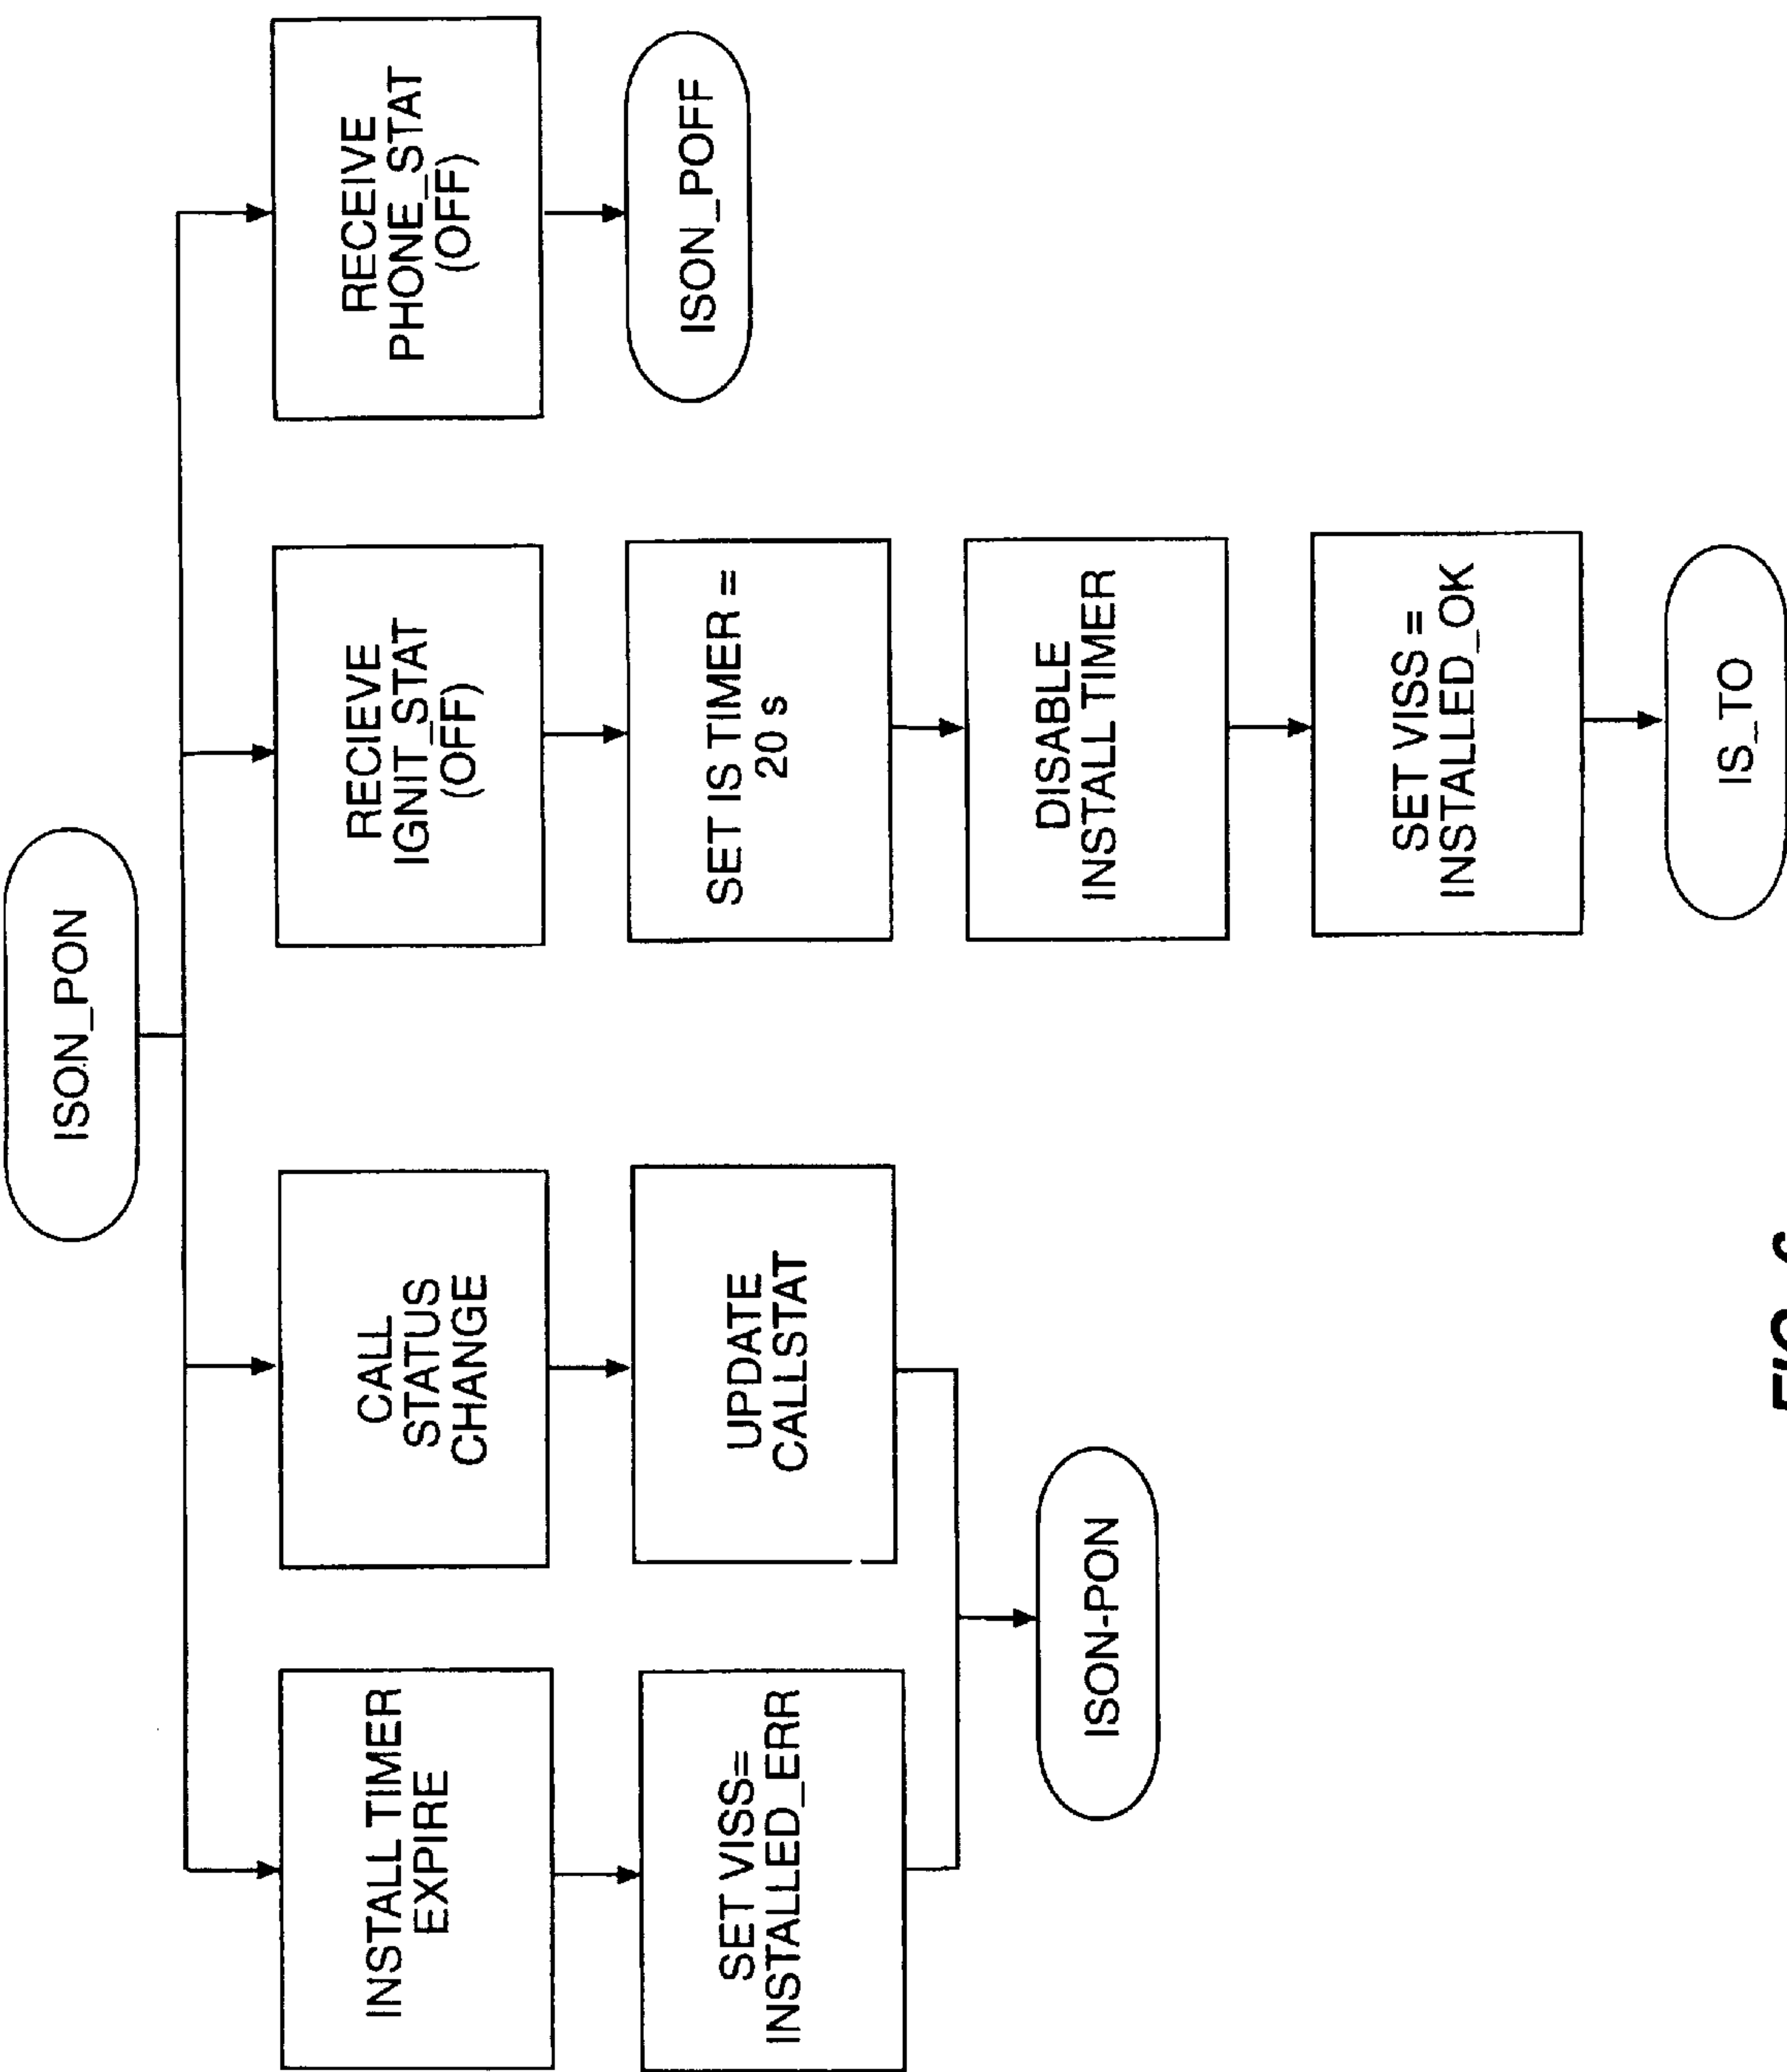 ISON_PON
INSTALL TIMER
EXPIRE
SET VISS=
INSTALLED_ERR
CALL
STATUS
CHANGE
UPDATE
CALLSTAT
ISON-PON
RECIEVE
IGNIT_STAT
(OFF)
SET IS TIMER =
20 s
DISABLE
INSTALL TIMER
SET VISS =
INSTALLED_OK
IS_TO
RECEIVE
PHONE_STAT
(OFF)
ISON_POFF